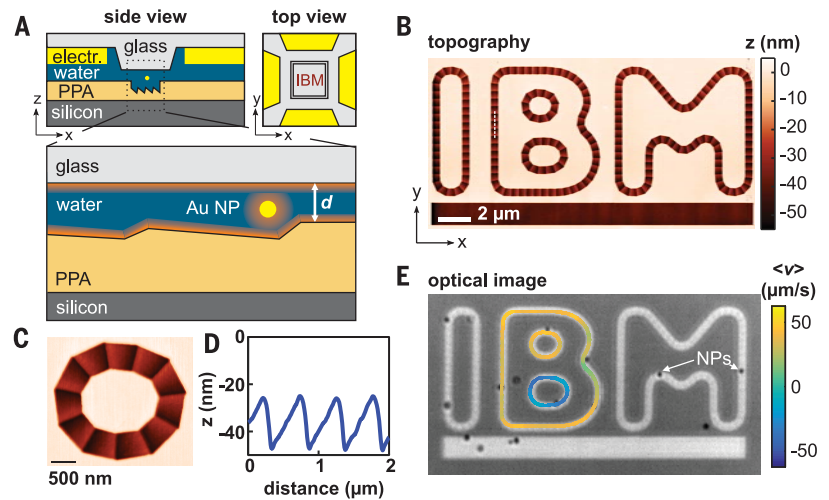 A
side view
top view
electr.
glass
water
PPA
silicon
z
x
IBM
y
x
glass
water
Au NP
d
PPA
silicon
B
topography
z (nm)
0
-10
-20
-30
-40
-50
IBM
2 µm
y
x
C
500 nm
D
z (nm)
0
-20
-40
0
1
2
distance (µm)
E
optical image
<v>
(µm/s)
50
0
-50
IBM
NPs